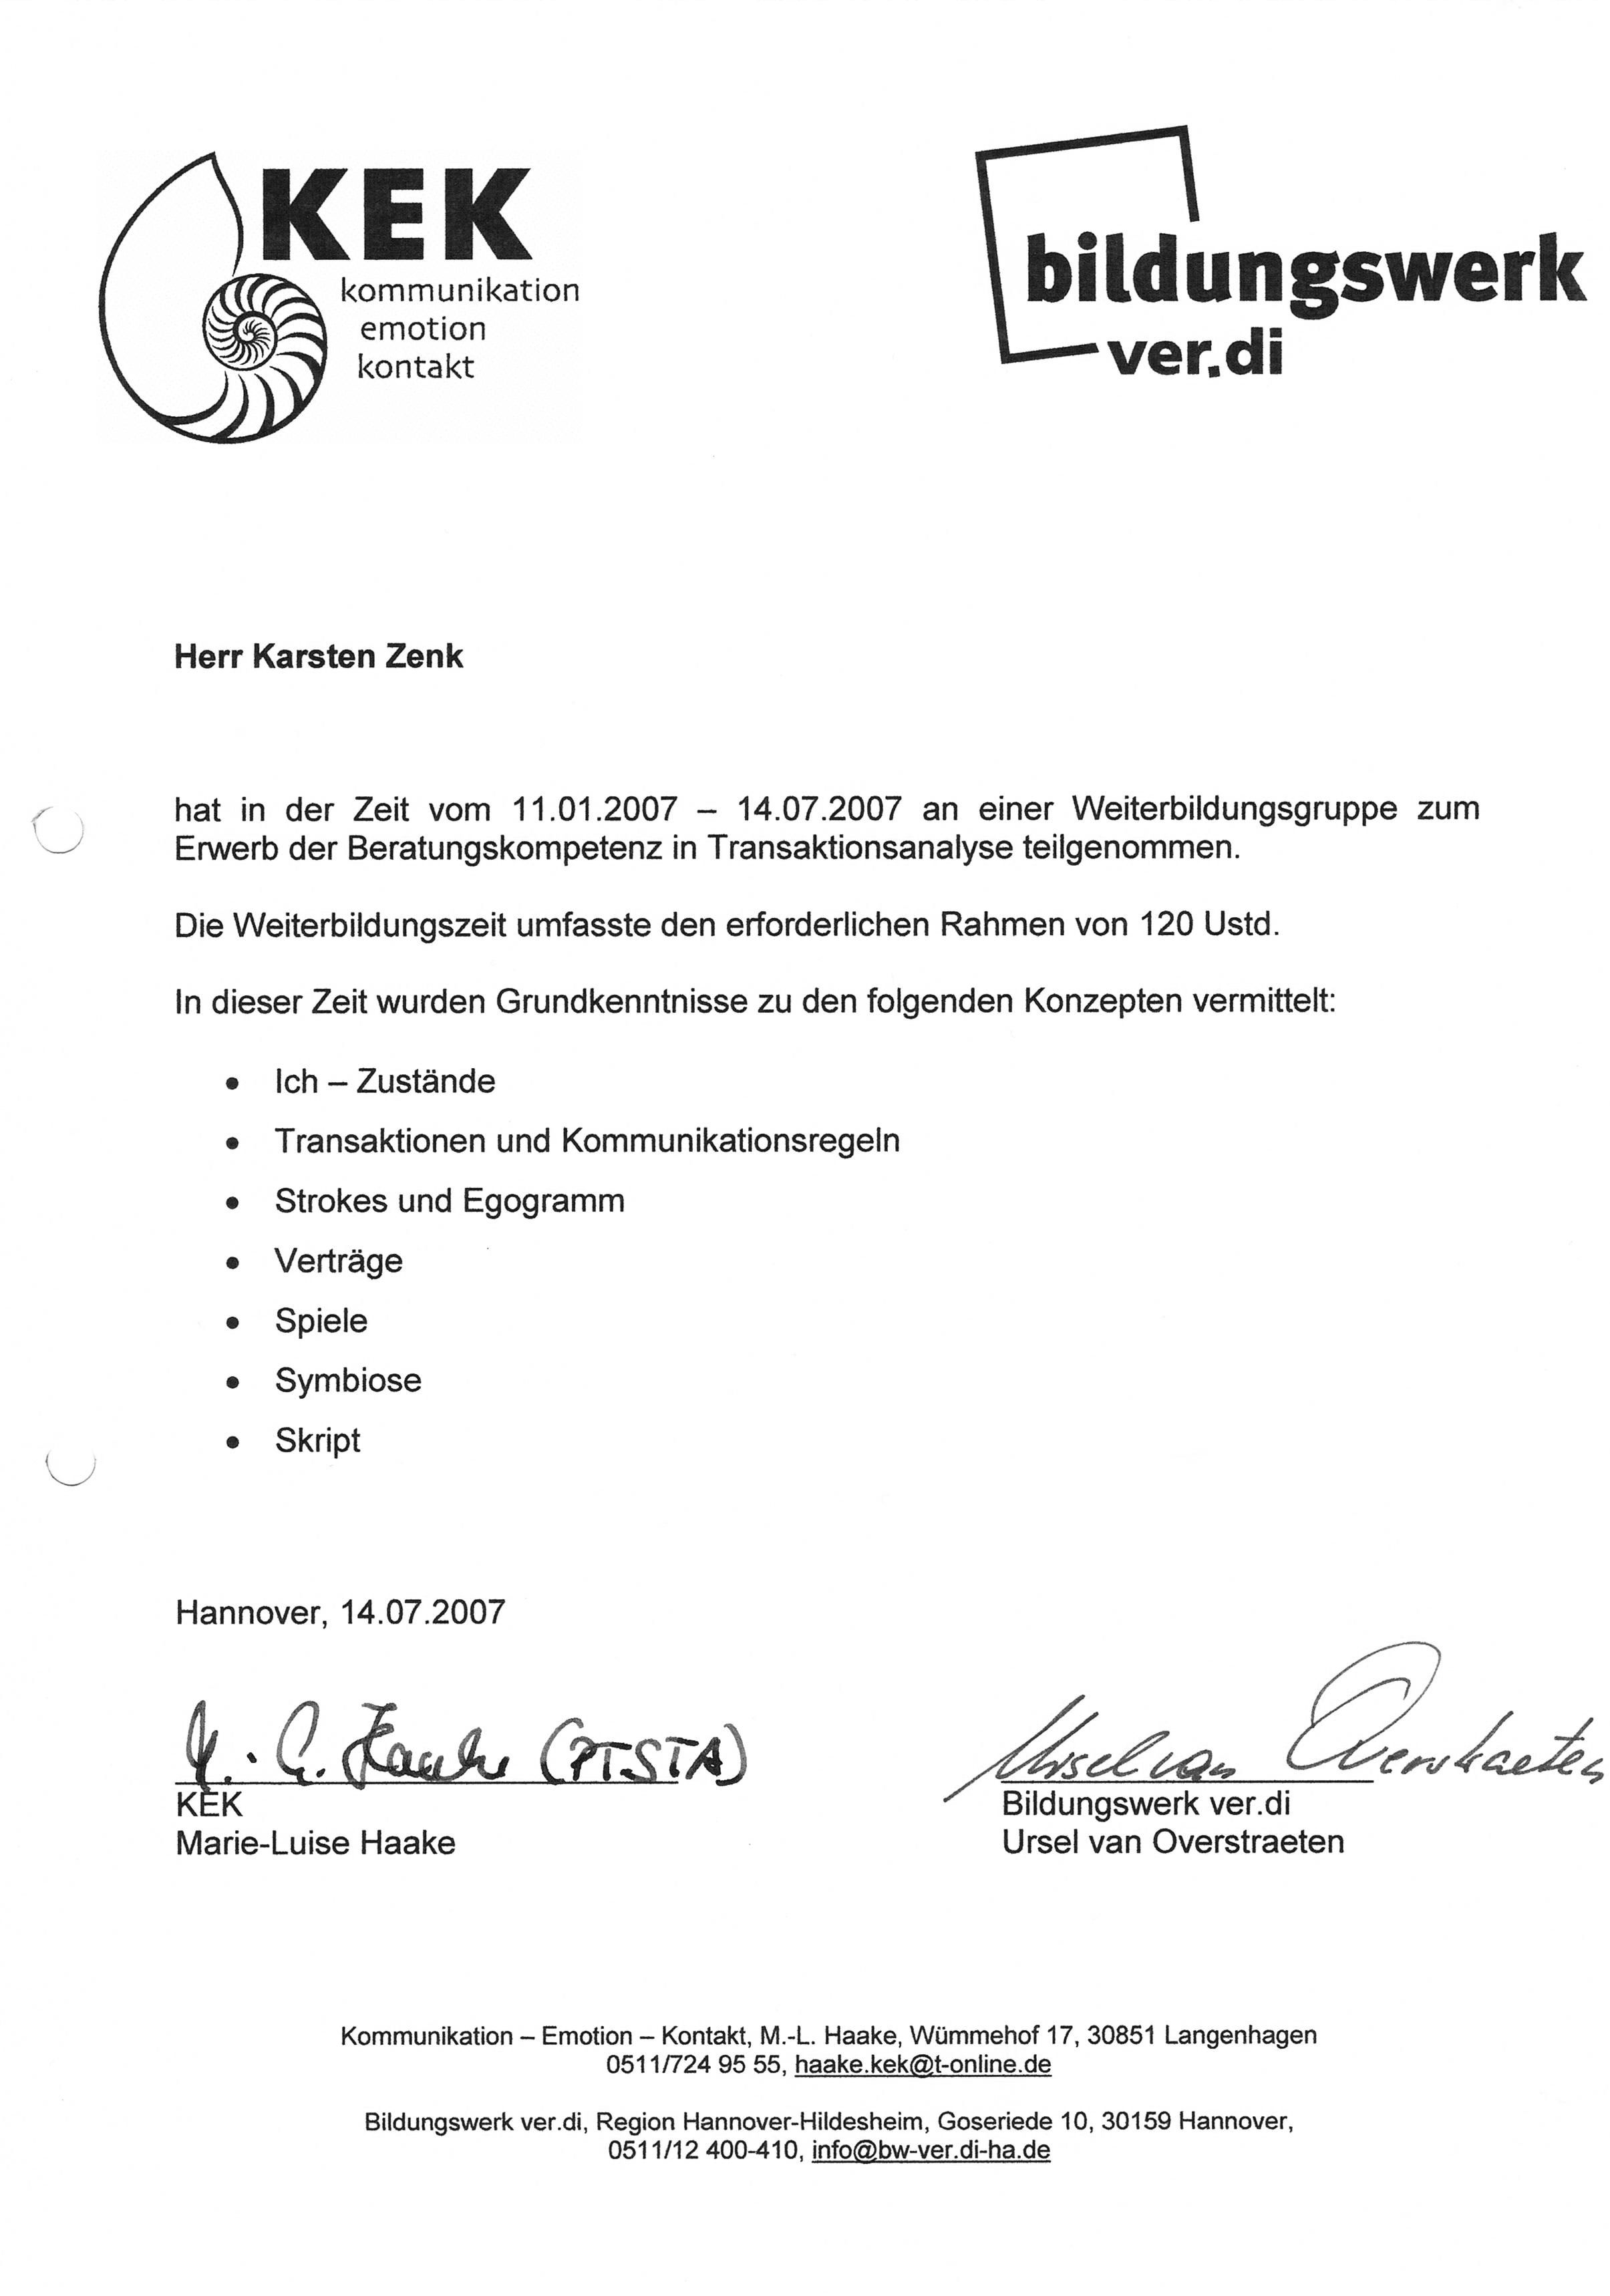 KEK
kommunikation
emotion
kontakt
bildungswerk
ver.di
Herr Karsten Zenk
hat in der Zeit vom 11.01.2007 – 14.07.2007 an einer Weiterbildungsgruppe zum
Erwerb der Beratungskompetenz in Transaktionsanalyse teilgenommen.
Die Weiterbildungszeit umfasste den erforderlichen Rahmen von 120 Ustd.
In dieser Zeit wurden Grundkenntnisse zu den folgenden Konzepten vermittelt:
• Ich – Zustände
• Transaktionen und Kommunikationsregeln
• Strokes und Egogramm
• Verträge
• Spiele
• Symbiose
• Skript
Hannover, 14.07.2007
M.-L. Haake (PTSTA)
Ursel van Overstraeten
KEK
Marie-Luise Haake
Bildungswerk ver.di
Ursel van Overstraeten
Kommunikation – Emotion – Kontakt, M.-L. Haake, Wümmehof 17, 30851 Langenhagen
0511/724 95 55, haake.kek@t-online.de
Bildungswerk ver.di, Region Hannover-Hildesheim, Goseriede 10, 30159 Hannover,
0511/12 400-410, info@bw-ver.di-ha.de